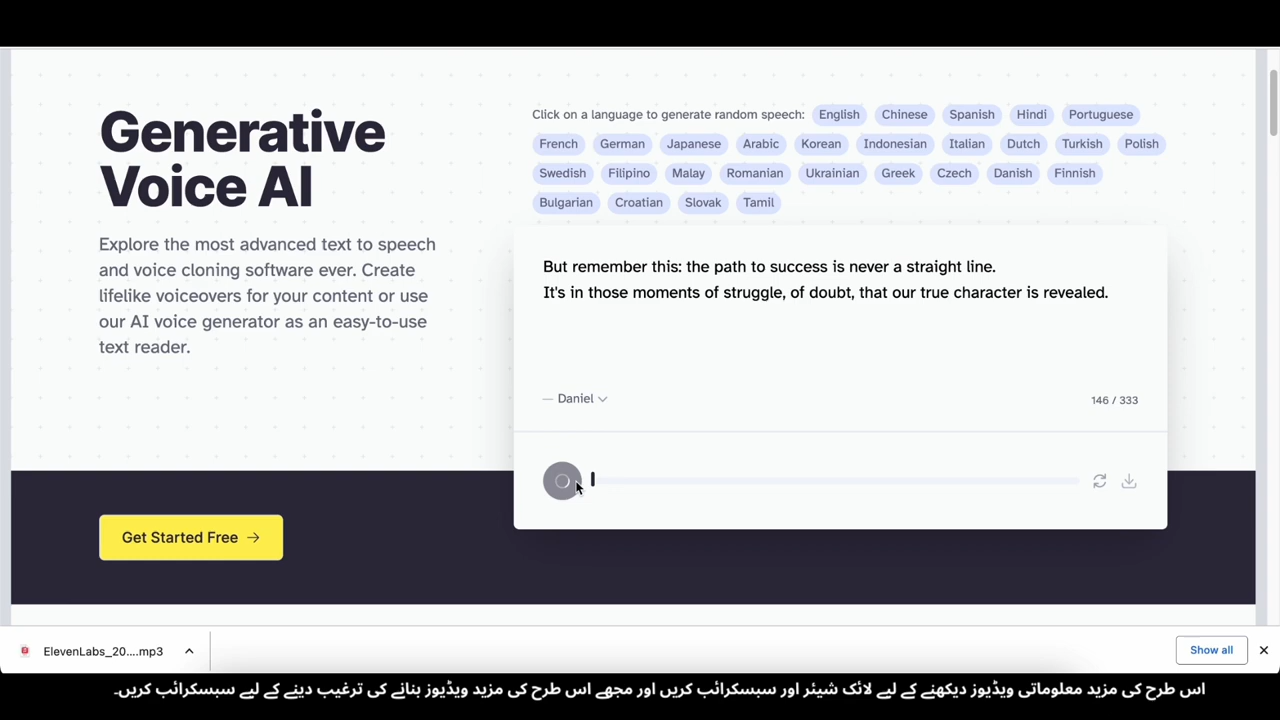 Generative
Voice AI
Explore the most advanced text to speech
and voice cloning software ever. Create
lifelike voiceovers for your content or use
our AI voice generator as an easy-to-use
text reader.
Get Started Free →
Click on a language to generate random speech: English Chinese Spanish Hindi Portuguese
French German Japanese Arabic Korean Indonesian Italian Dutch Turkish Polish
Swedish Filipino Malay Romanian Ukrainian Greek Czech Danish Finnish
Bulgarian Croatian Slovak Tamil
But remember this: the path to success is never a straight line.
It's in those moments of struggle, of doubt, that our true character is revealed.
— Daniel
146 / 333
ElevenLabs_20....mp3
Show all
اس طرح کی مزید معلوماتی ویڈیوز دیکھنے کے لیے لائک شیئر اور سبسکرائب کریں اور مجھے اس طرح کی مزید ویڈیوز بنانے کی ترغیب دینے کے لیے سبسکرائب کریں۔